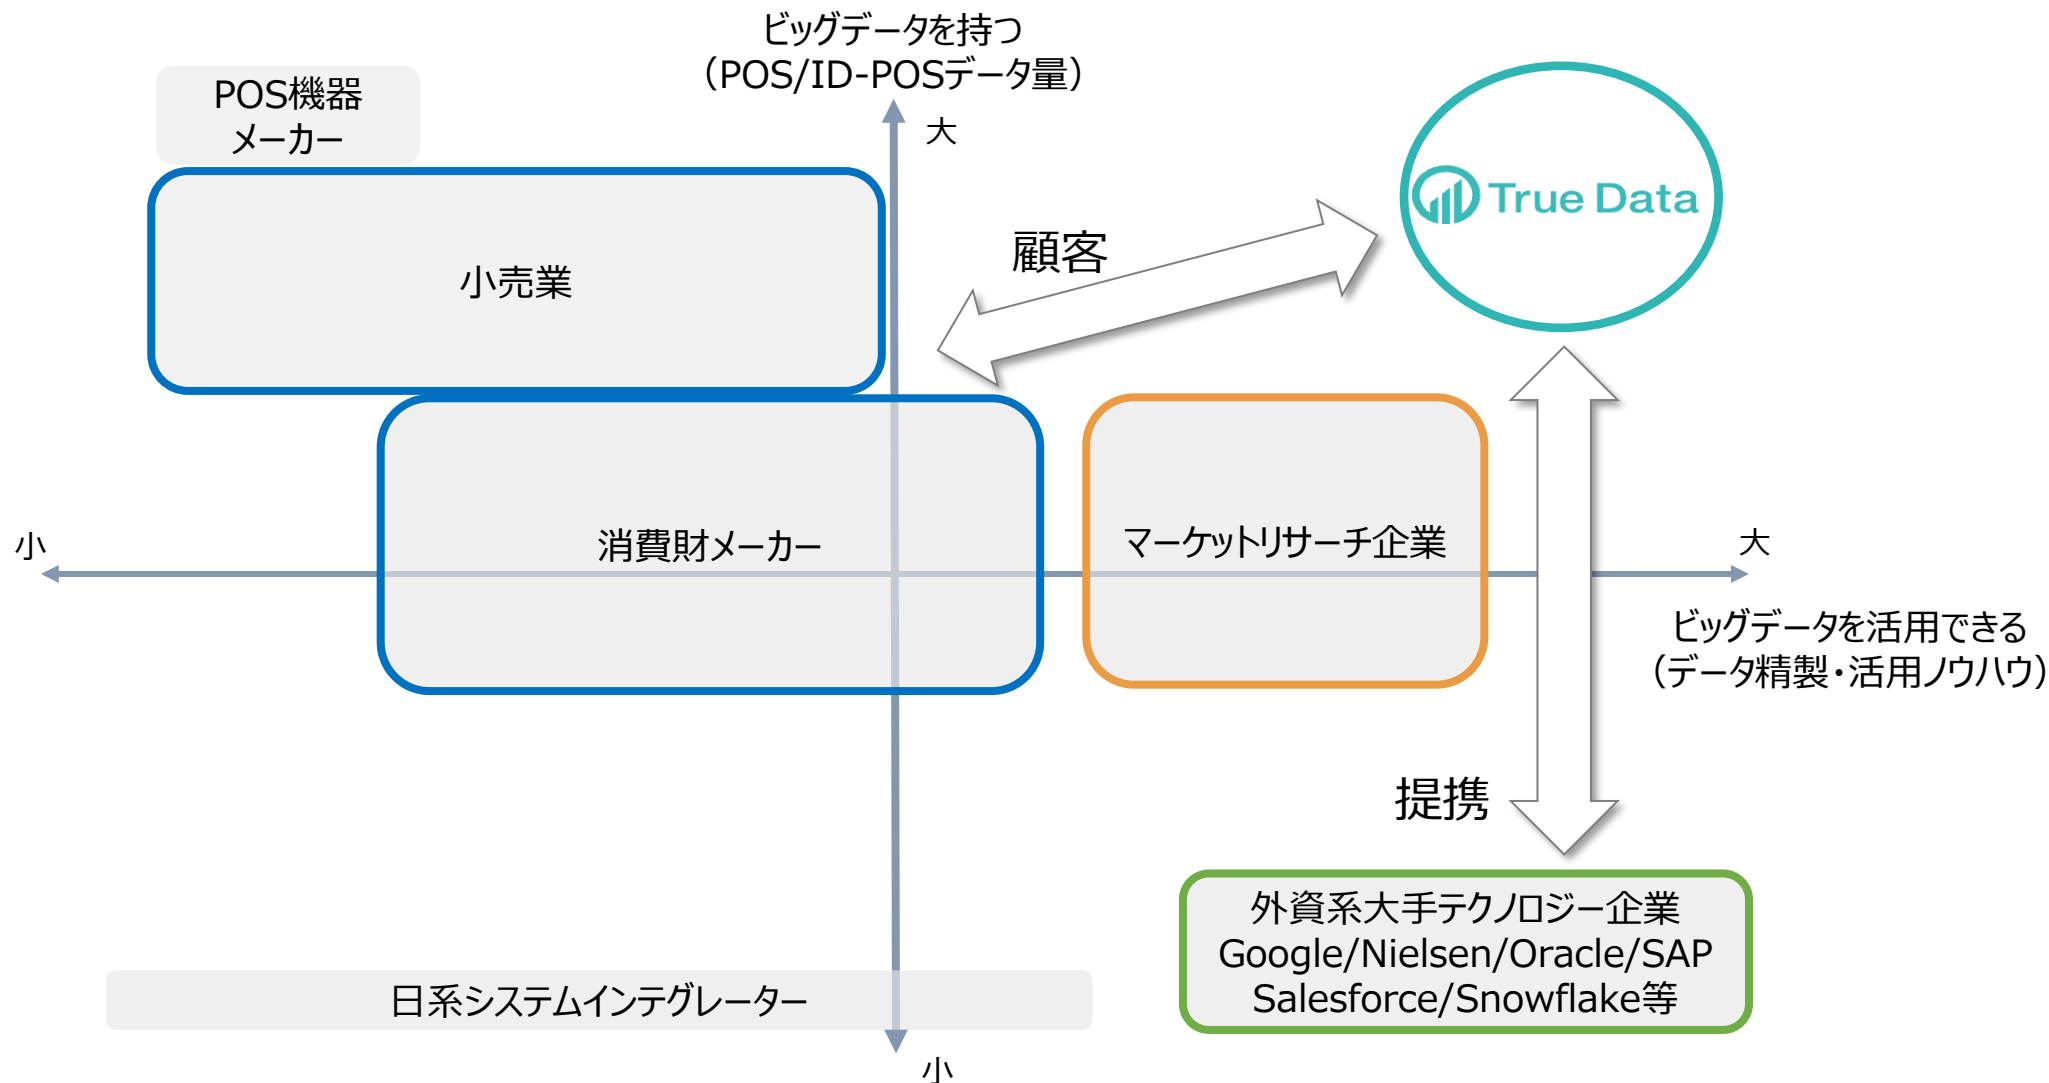 ビッグデータを持つ
（POS/ID-POSデータ量）
大
POS機器
メーカー
True Data
小売業
顧客
小
消費財メーカー
マーケットリサーチ企業
大
ビッグデータを活用できる
（データ精製・活用ノウハウ）
提携
外資系大手テクノロジー企業
Google/Nielsen/Oracle/SAP
Salesforce/Snowflake等
日系システムインテグレーター
小